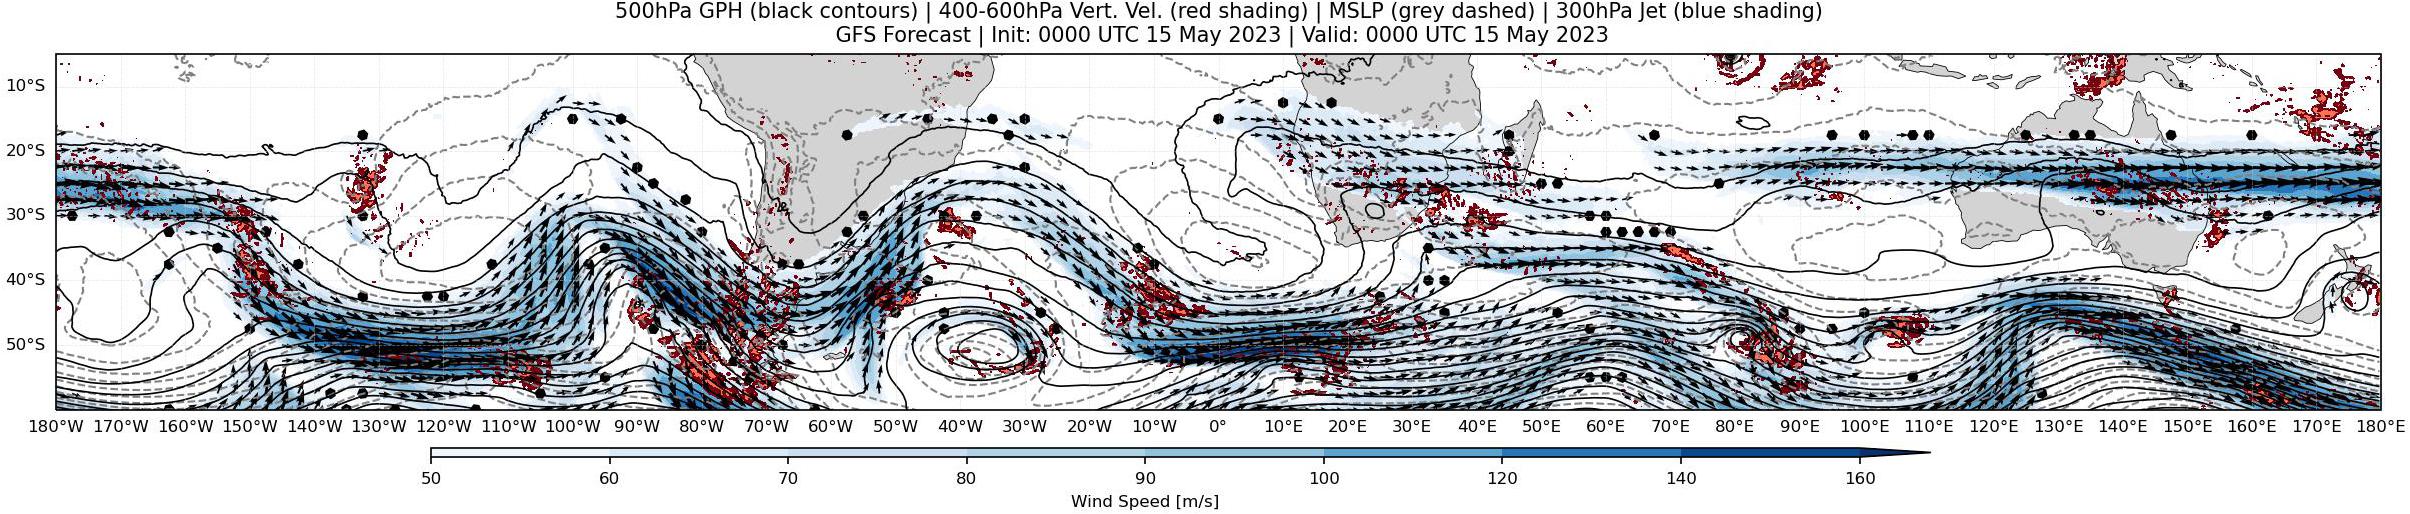 500hPa GPH (black contours) | 400-600hPa Vert. Vel. (red shading) | MSLP (grey dashed) | 300hPa Jet (blue shading)
GFS Forecast | Init: 0000 UTC 15 May 2023 | Valid: 0000 UTC 15 May 2023
10°S
20°S
30°S
40°S
50°S
180°W 170°W 160°W 150°W 140°W 130°W 120°W 110°W 100°W 90°W 80°W 70°W 60°W 50°W 40°W 30°W 20°W 10°W 0° 10°E 20°E 30°E 40°E 50°E 60°E 70°E 80°E 90°E 100°E 110°E 120°E 130°E 140°E 150°E 160°E 170°E 180°E
50 60 70 80 90 100 120 140 160
Wind Speed [m/s]